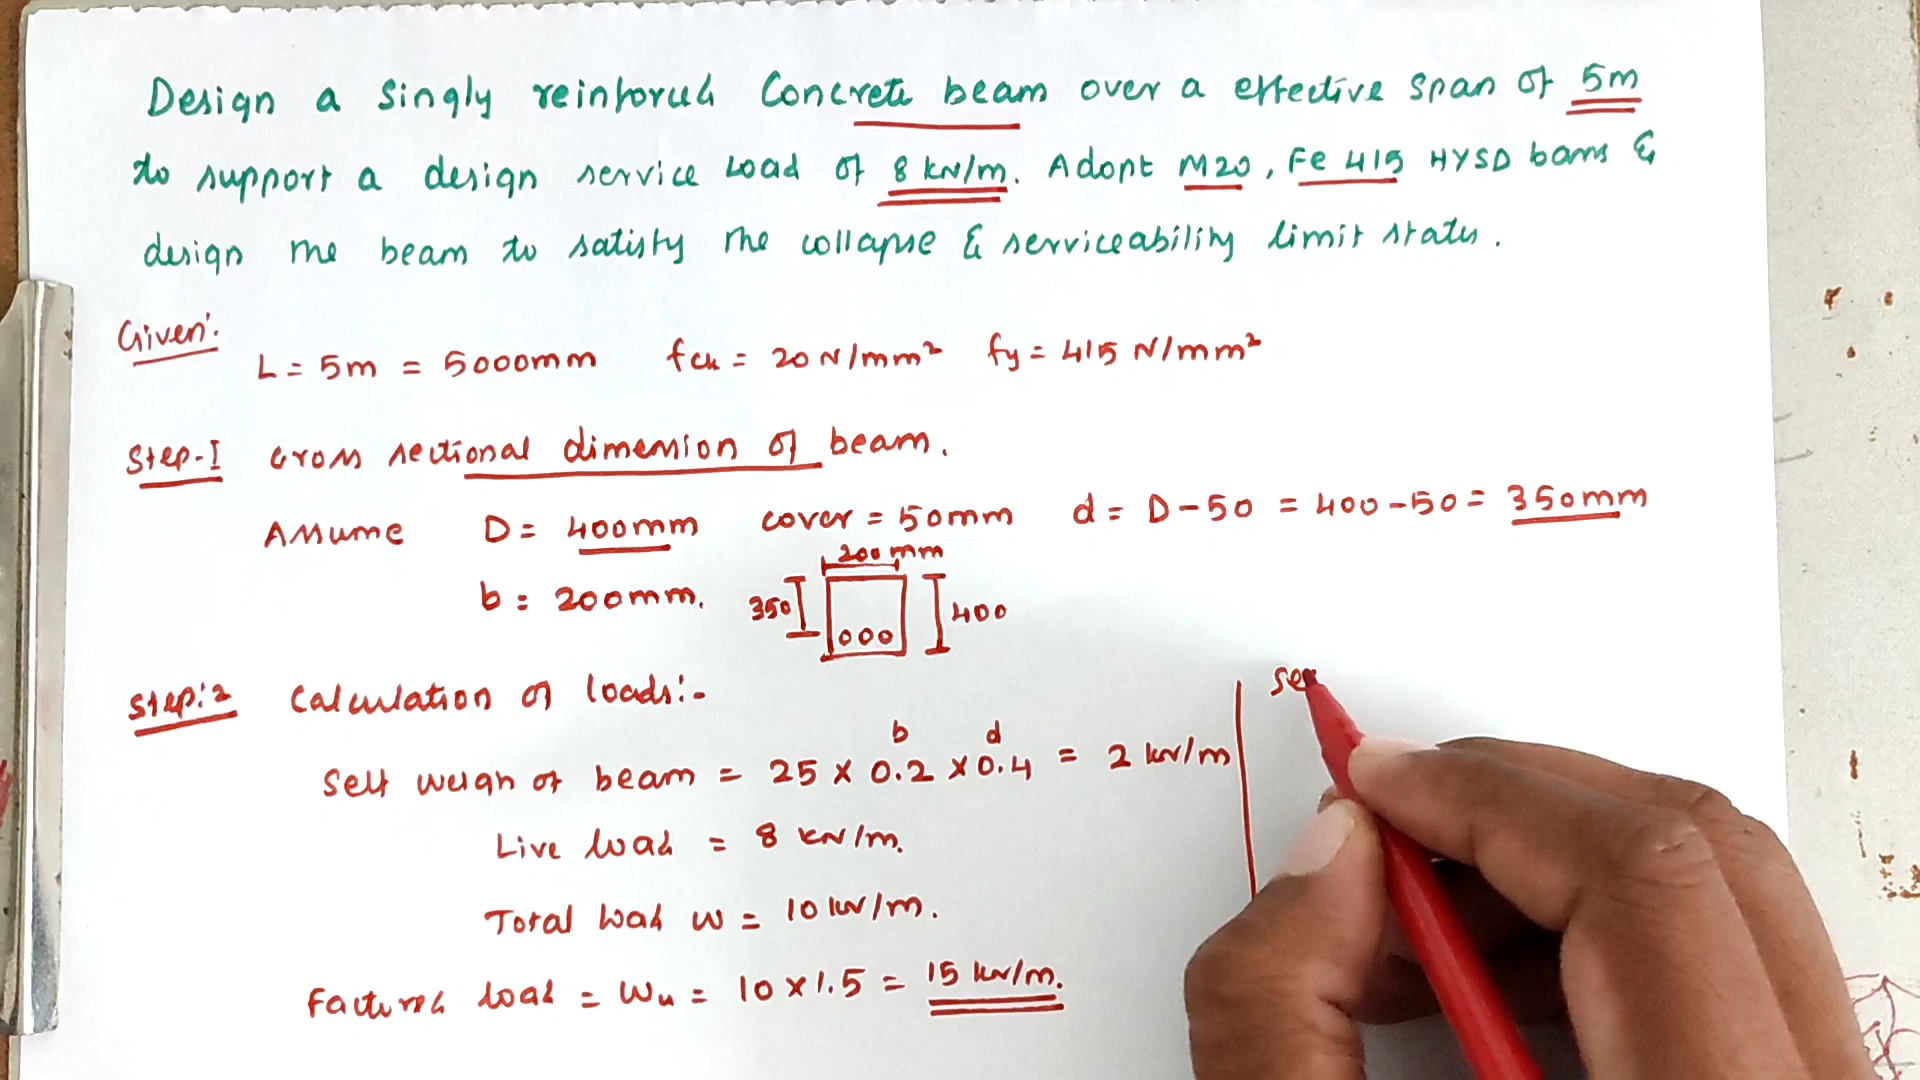 Design a singly reinforced Concrete beam over a effective span of 5m
to support a design service Load of 8 kN/m. Adopt M20, Fe 415 HYSD bars &
design the beam to satisfy the collapse & serviceability limit states.
Given:
L = 5m = 5000mm fck = 20 N/mm² fy = 415 N/mm²
Step-I Cross sectional dimension of beam.
Assume D = 400mm cover = 50mm d = D-50 = 400-50 = 350mm
200mm
b = 200mm. 350 400
Step:2 Calculation of loads:-
Se
b d
Self weigh of beam = 25 x 0.2 x 0.4 = 2 kN/m
Live load = 8 kN/m.
Total load w = 10 kN/m.
Factored load = Wu = 10 x 1.5 = 15 kN/m.